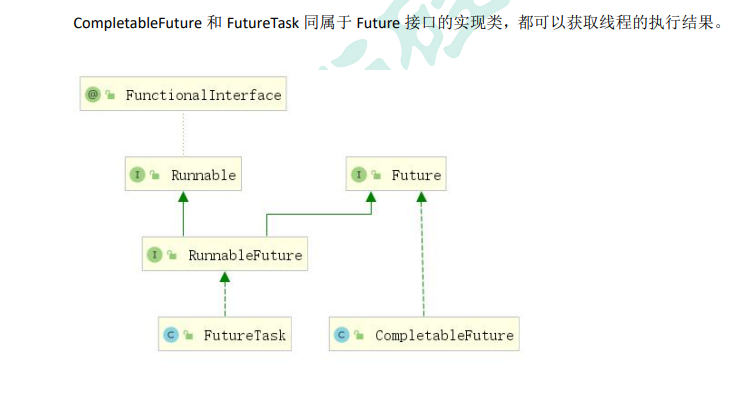 CompletableFuture 和 FutureTask 同属于 Future 接口的实现类，都可以获取线程的执行结果。
@ FunctionalInterface
I Runnable
I Future
I RunnableFuture
C FutureTask
C CompletableFuture